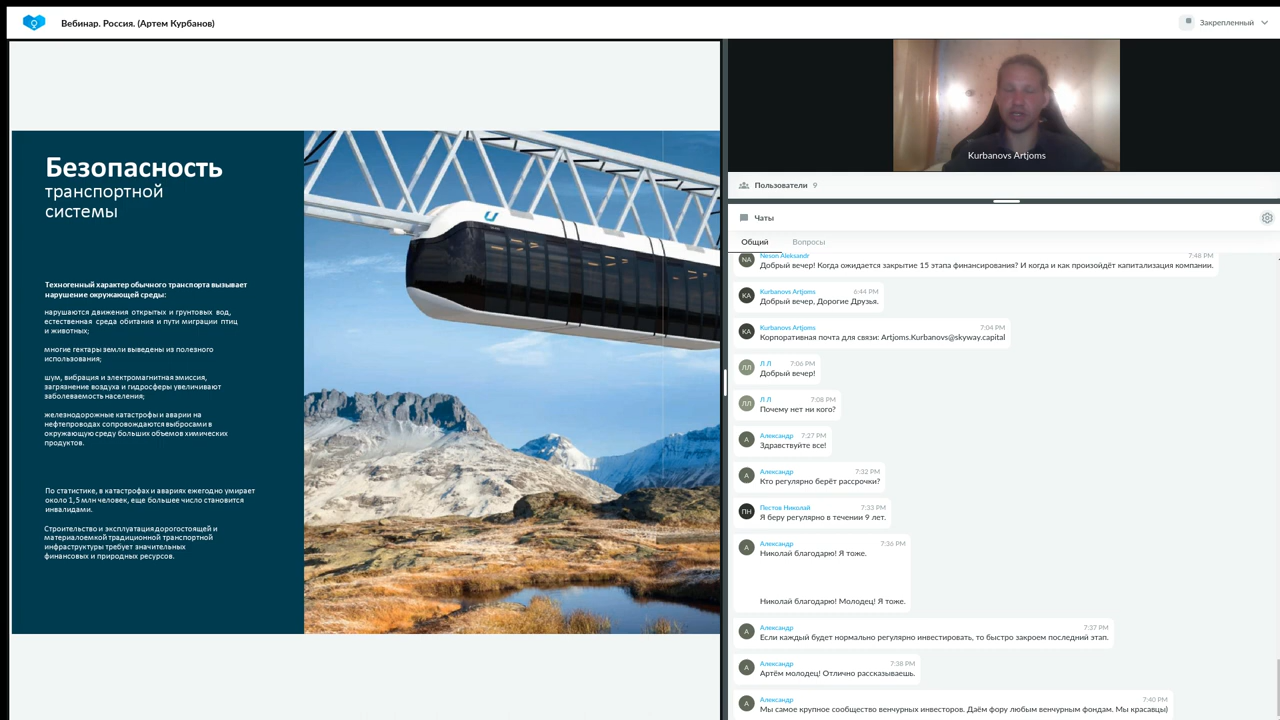 Вебинар. Россия. (Артем Курбанов)
Закрепленный
Безопасность
транспортной
системы
Техногенный характер обычного транспорта вызывает
нарушение окружающей среды:
нарушаются движения открытых и грунтовых вод,
естественная среда обитания и пути миграции птиц
и животных;
многие гектары земли выведены из полезного
использования;
шум, вибрация и электромагнитная эмиссия,
загрязнение воздуха и гидросферы увеличивают
заболеваемость населения;
железнодорожные катастрофы и аварии на
нефтепроводах сопровождаются выбросами в
окружающую среду больших объемов химических
продуктов.
По статистике, в катастрофах и авариях ежегодно умирает
около 1,5 млн человек, еще большее число становится
инвалидами.
Строительство и эксплуатация дорогостоящей и
материалоемкой традиционной транспортной
инфраструктуры требует значительных
финансовых и природных ресурсов.
Kurbanovs Artjoms
Пользователи 9
Чаты
Общий Вопросы
NA Neson Aleksandr 7:48 PM
Добрый вечер! Когда ожидается закрытие 15 этапа финансирования? И когда и как произойдёт капитализация компании.
KA Kurbanovs Artjoms 6:44 PM
Добрый вечер, Дорогие Друзья.
KA Kurbanovs Artjoms 7:04 PM
Корпоративная почта для связи: Artjoms.Kurbanovs@skyway.capital
ЛЛ Л Л 7:06 PM
Добрый вечер!
ЛЛ Л Л 7:08 PM
Почему нет ни кого?
А Александр 7:27 PM
Здравствуйте все!
А Александр 7:32 PM
Кто регулярно берёт рассрочки?
ПН Пестов Николай 7:33 PM
Я беру регулярно в течении 9 лет.
А Александр 7:36 PM
Николай благодарю! Я тоже.
Николай благодарю! Молодец! Я тоже.
А Александр 7:37 PM
Если каждый будет нормально регулярно инвестировать, то быстро закроем последний этап.
А Александр 7:38 PM
Артём молодец! Отлично рассказываешь.
А Александр 7:40 PM
Мы самое крупное сообщество венчурных инвесторов. Даём фору любым венчурным фондам. Мы красавцы)